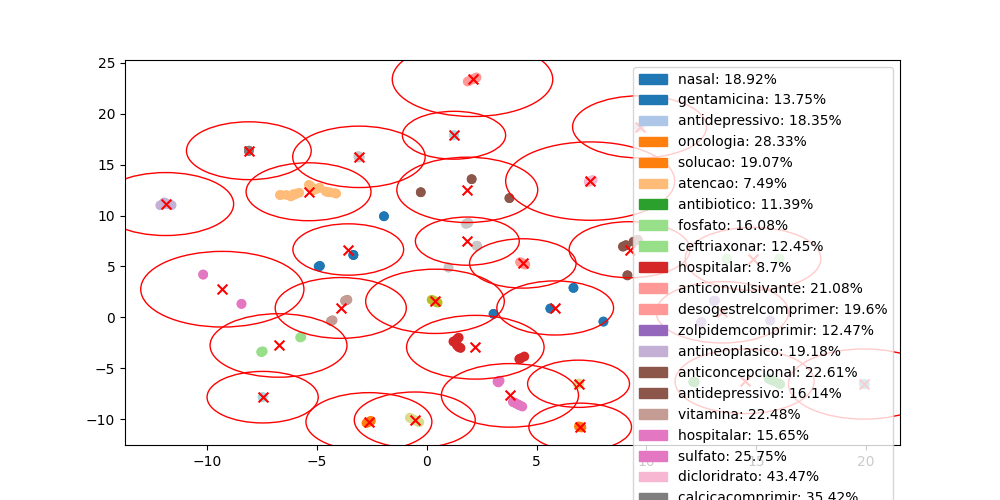 25
20
15
10
5
0
−5
−10
−10
−5
0
5
10
15
20
nasal: 18.92%
gentamicina: 13.75%
antidepressivo: 18.35%
oncologia: 28.33%
solucao: 19.07%
atencao: 7.49%
antibiotico: 11.39%
fosfato: 16.08%
ceftriaxonar: 12.45%
hospitalar: 8.7%
anticonvulsivante: 21.08%
desogestrelcomprimer: 19.6%
zolpidemcomprimir: 12.47%
antineoplasico: 19.18%
anticoncepcional: 22.61%
antidepressivo: 16.14%
vitamina: 22.48%
hospitalar: 15.65%
sulfato: 25.75%
dicloridrato: 43.47%
calcicacomprimir: 35.42%